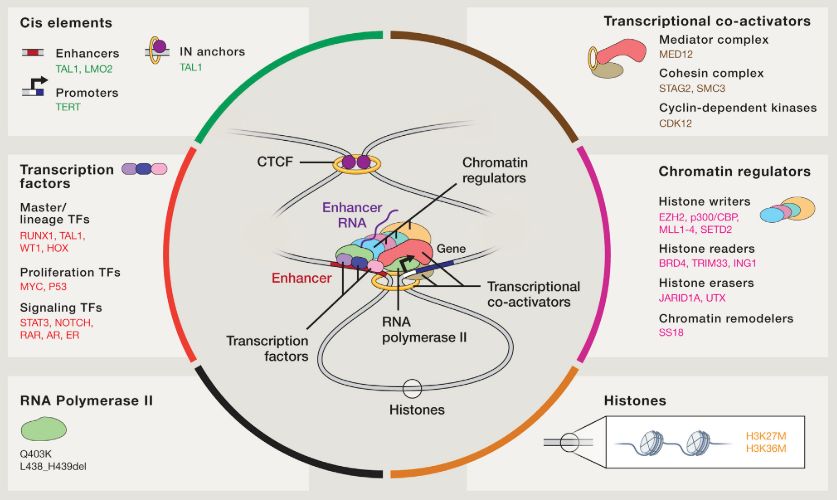 Cis elements
Enhancers
TAL1, LMO2
IN anchors
TAL1
Promoters
TERT
Transcriptional co-activators
Mediator complex
MED12
Cohesin complex
STAG2, SMC3
Cyclin-dependent kinases
CDK12
Transcription
factors
Master/
lineage TFs
RUNX1, TAL1,
WT1, HOX
Proliferation TFs
MYC, P53
Signaling TFs
STAT3, NOTCH,
RAR, AR, ER
CTCF
Chromatin
regulators
Enhancer
RNA
Gene
Enhancer
Transcriptional
co-activators
RNA
polymerase II
Transcription
factors
Histones
Chromatin regulators
Histone writers
EZH2, p300/CBP,
MLL1-4, SETD2
Histone readers
BRD4, TRIM33, ING1
Histone erasers
JARID1A, UTX
Chromatin remodelers
SS18
RNA Polymerase II
Q403K
L438_H439del
Histones
H3K27M
H3K36M